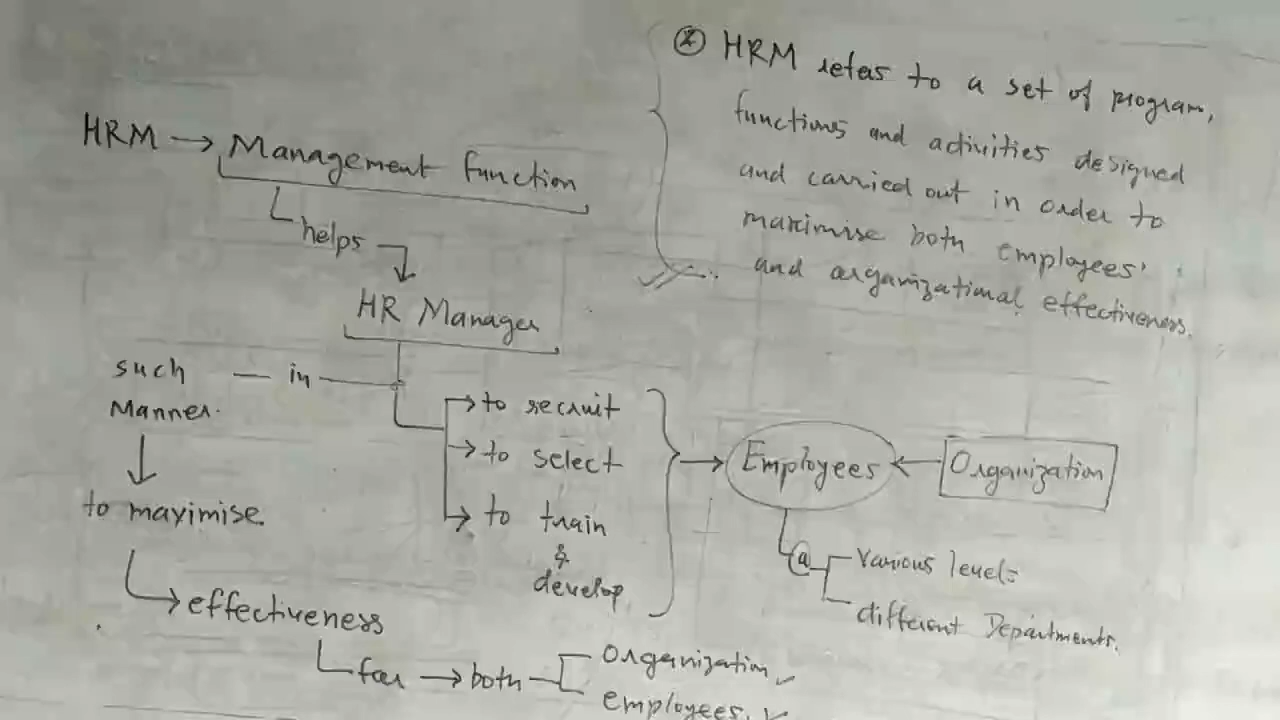 HRM → Management function
helps
HR Manager
such — in
Manner.
to recruit
to select
to train
&
develop
to mayimise.
effectiveness
for → both
Organization
employees.
Employees ← Organization
@ Various levels
different Departments.
HRM refers to a set of program,
functions and activities designed
and carried out in order to
maximise both employees'
and organizational effectiveness.